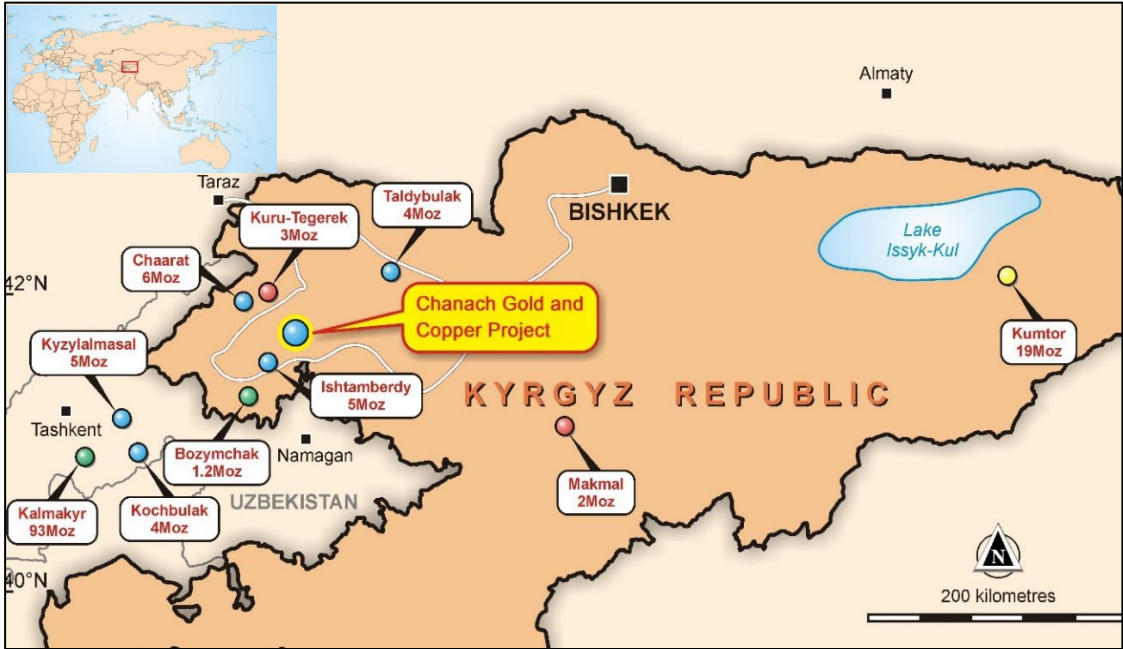 Almaty
Taraz
Taldybulak
4Moz
Kuru-Tegerek
3Moz
BISHKEK
Lake
Issyk-Kul
Chaarat
6Moz
42°N
Chanach Gold and
Copper Project
Kumtor
19Moz
Kyzylalmasal
5Moz
Ishtamberdy
5Moz
KYRGYZ REPUBLIC
Tashkent
Bozymchak
1.2Moz
Namagan
Makmal
2Moz
UZBEKISTAN
Kalmakyr
93Moz
Kochbulak
4Moz
N
40°N
200 kilometres